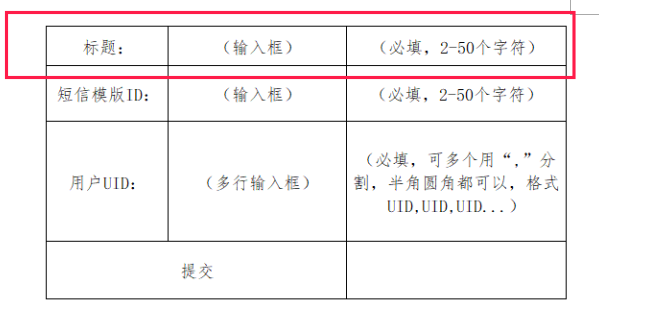 标题：
（输入框）
（必填，2-50个字符）
短信模版ID：
（输入框）
（必填，2-50个字符）
用户UID：
（多行输入框）
（必填，可多个用“,”分
割，半角圆角都可以，格式
UID,UID,UID...）
提交